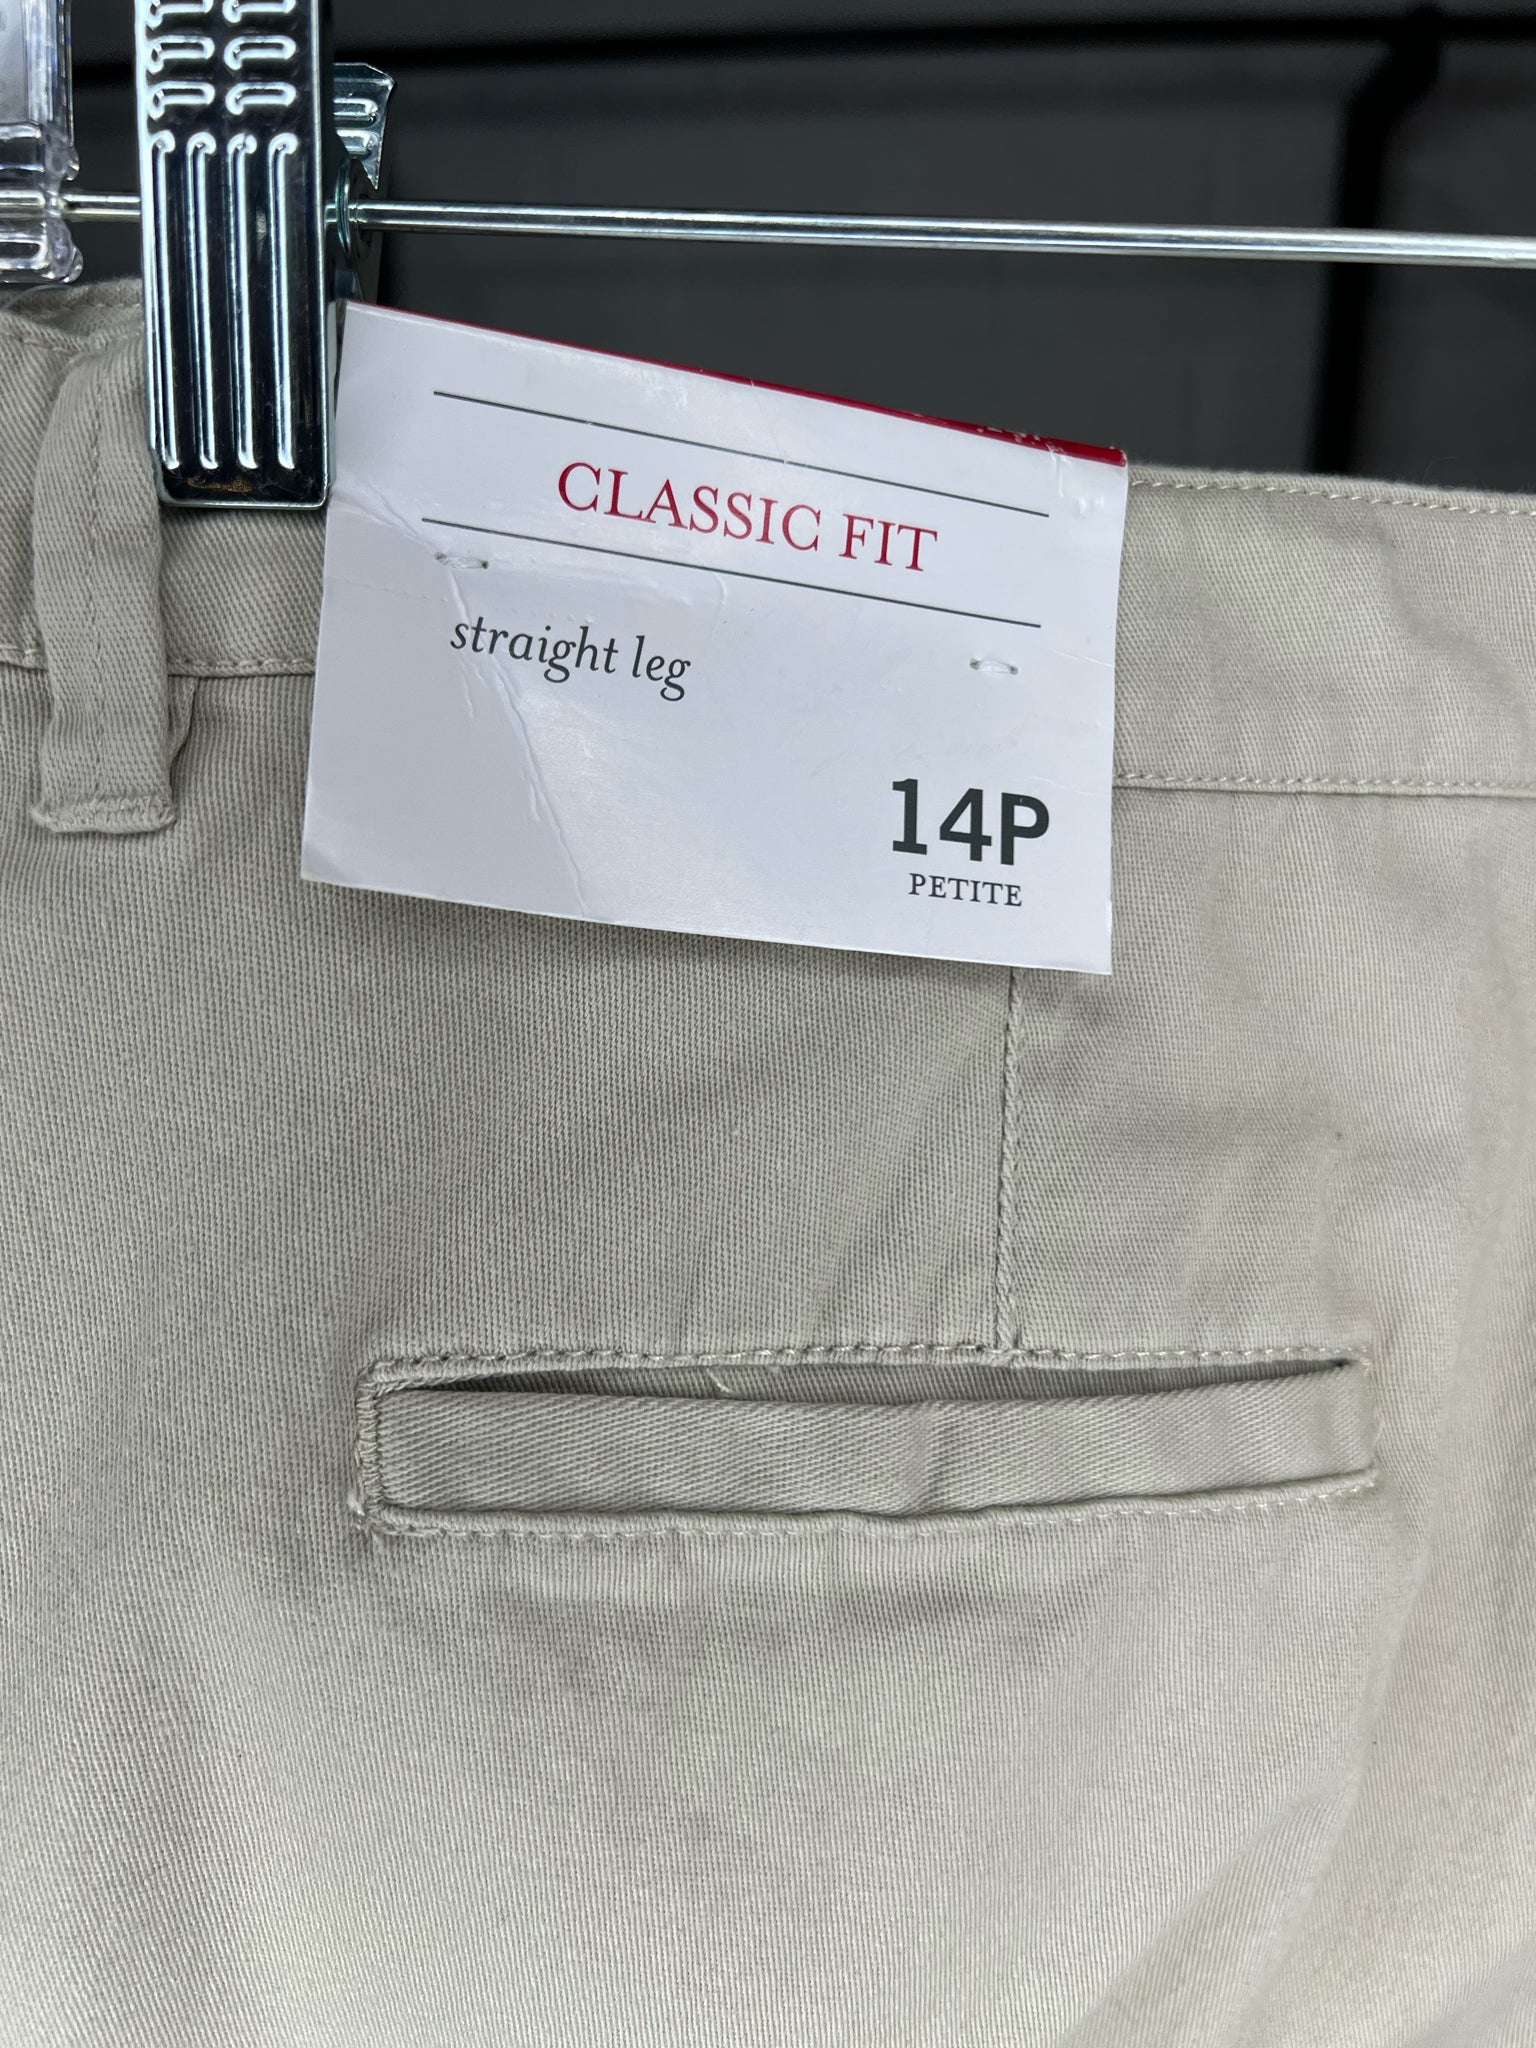 CLASSIC FIT
straight leg
14P
PETITE